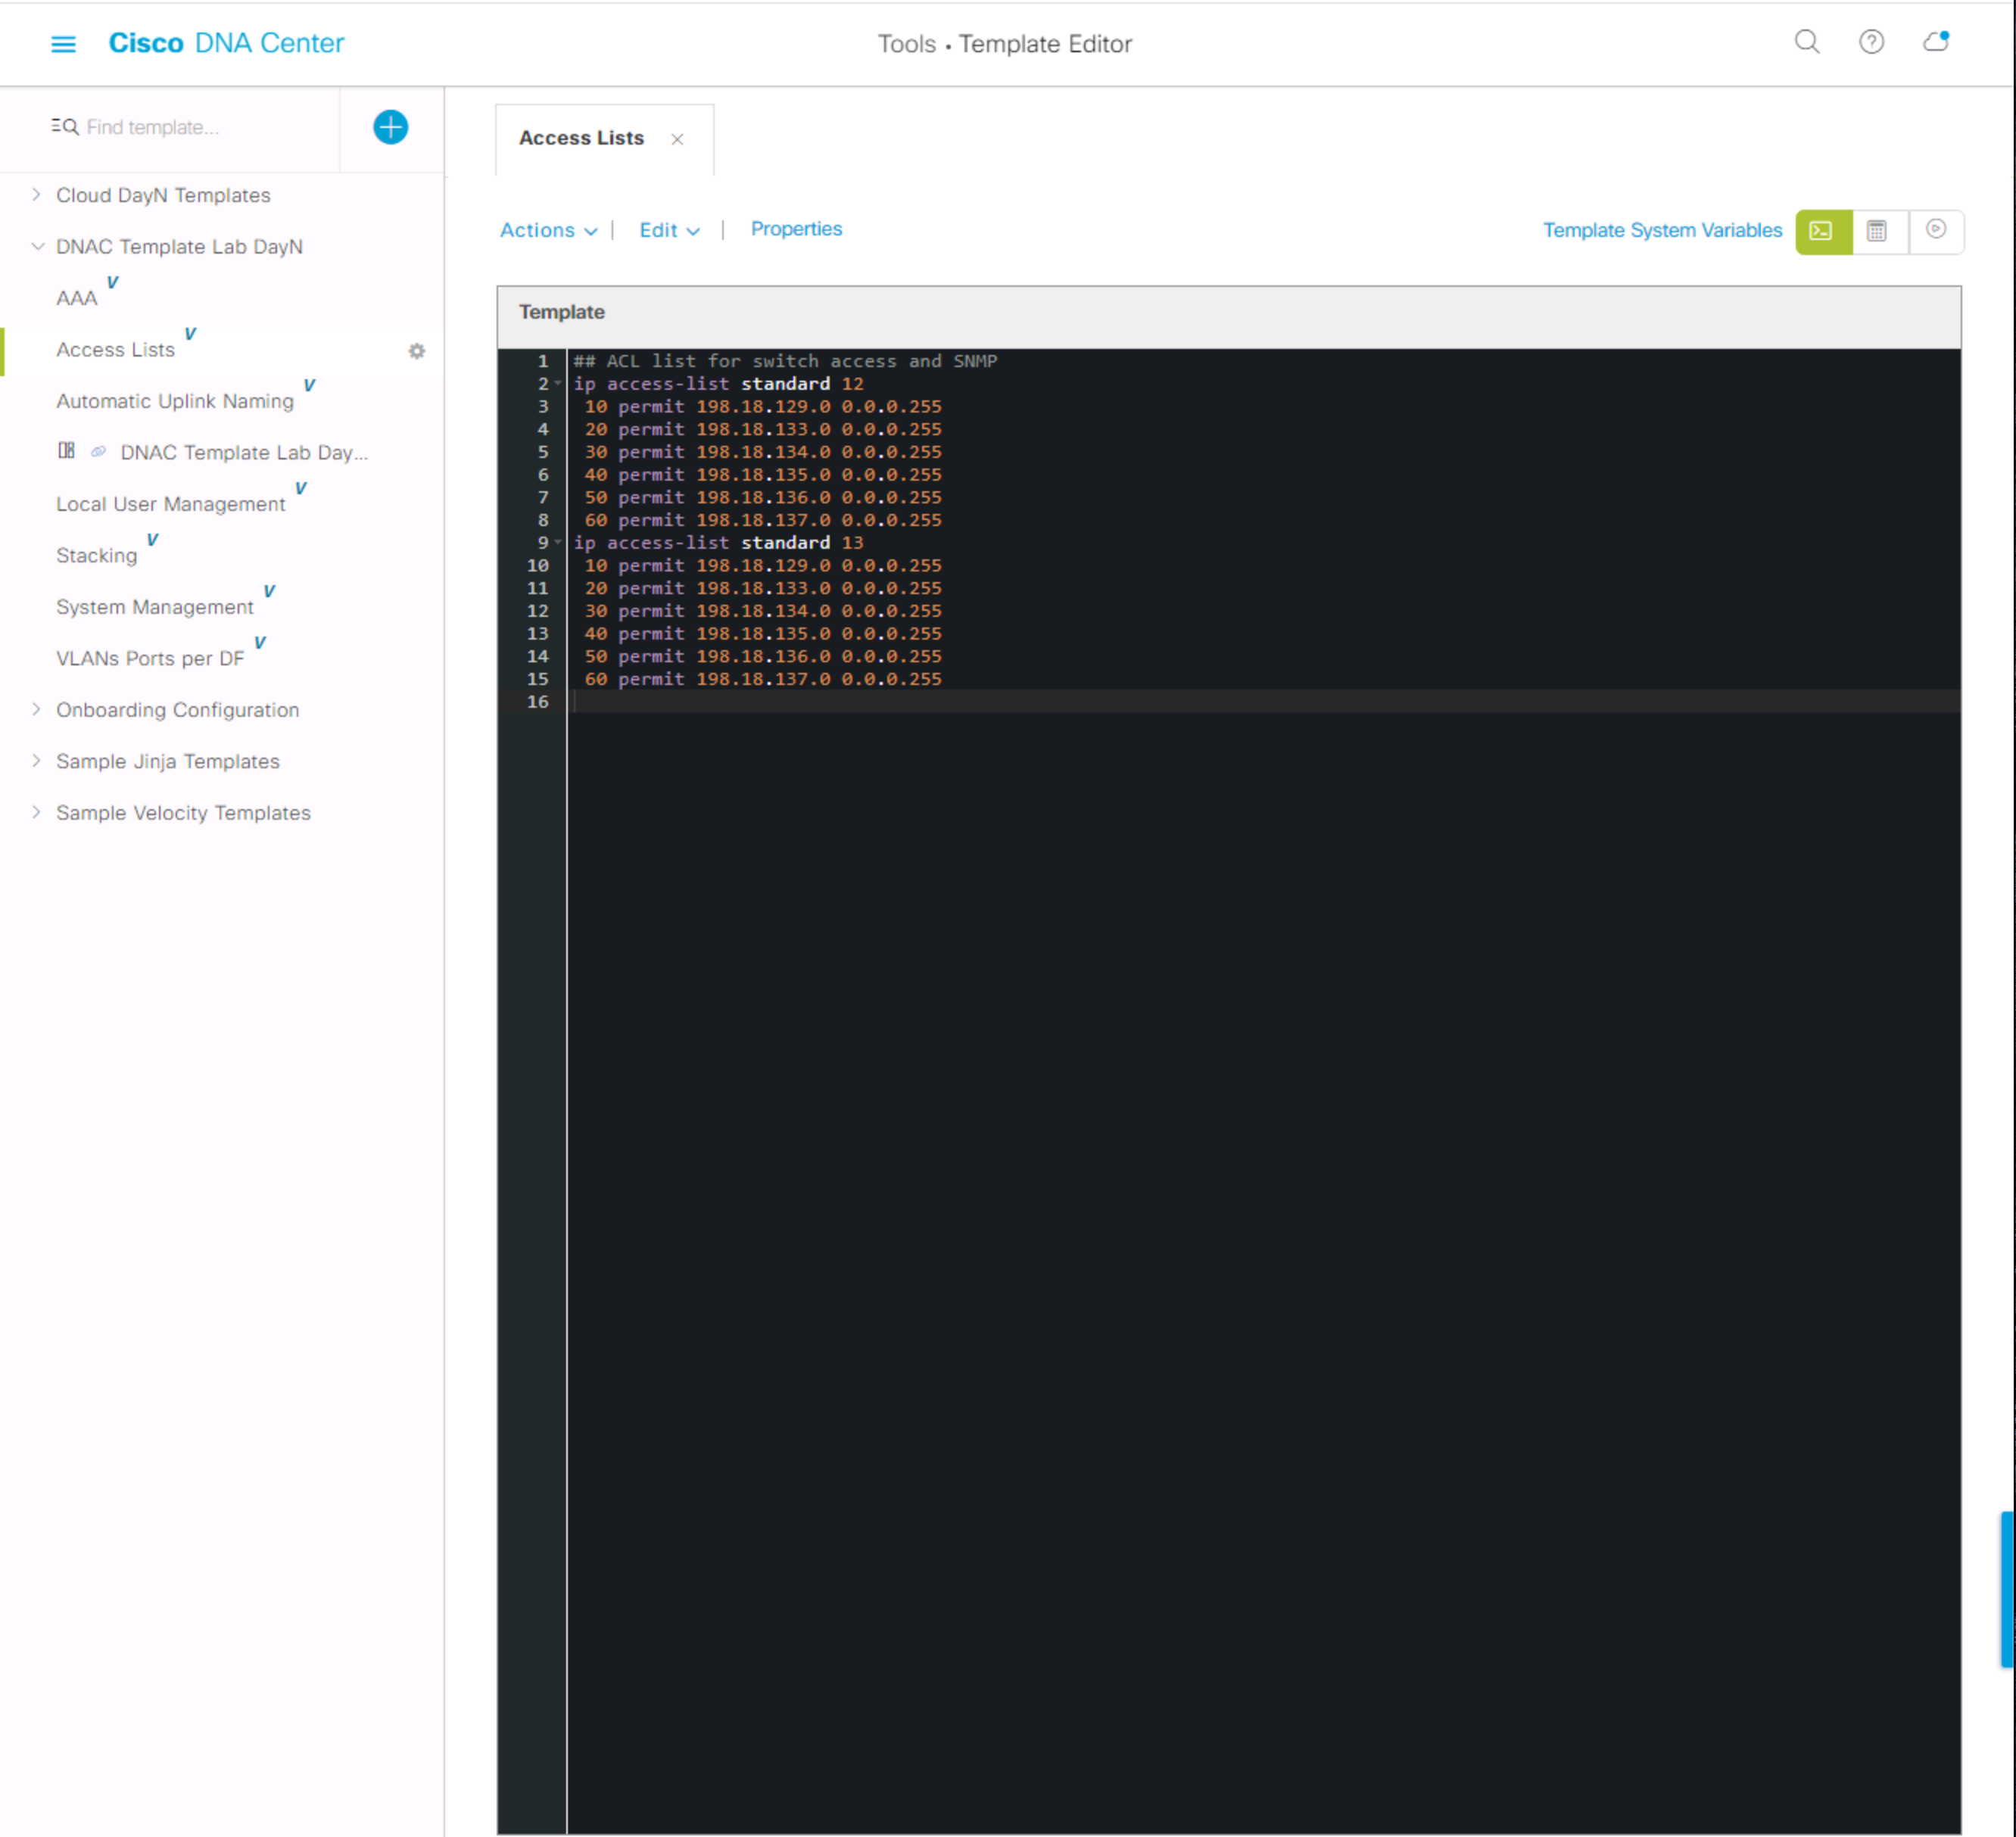 Cisco DNA Center
Tools • Template Editor
Find template...
Cloud DayN Templates
DNAC Template Lab DayN
AAA V
Access Lists V
Automatic Uplink Naming V
DNAC Template Lab Day...
Local User Management V
Stacking V
System Management V
VLANs Ports per DF V
Onboarding Configuration
Sample Jinja Templates
Sample Velocity Templates
Access Lists
Actions | Edit | Properties
Template System Variables
Template
1 ## ACL list for switch access and SNMP
2 ip access-list standard 12
3 10 permit 198.18.129.0 0.0.0.255
4 20 permit 198.18.133.0 0.0.0.255
5 30 permit 198.18.134.0 0.0.0.255
6 40 permit 198.18.135.0 0.0.0.255
7 50 permit 198.18.136.0 0.0.0.255
8 60 permit 198.18.137.0 0.0.0.255
9 ip access-list standard 13
10 10 permit 198.18.129.0 0.0.0.255
11 20 permit 198.18.133.0 0.0.0.255
12 30 permit 198.18.134.0 0.0.0.255
13 40 permit 198.18.135.0 0.0.0.255
14 50 permit 198.18.136.0 0.0.0.255
15 60 permit 198.18.137.0 0.0.0.255
16